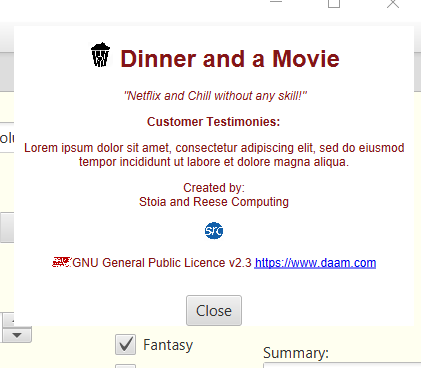 Dinner and a Movie
"Netflix and Chill without any skill!"
Customer Testimonies:
Lorem ipsum dolor sit amet, consectetur adipiscing elit, sed do eiusmod
tempor incididunt ut labore et dolore magna aliqua.
Created by:
Stoia and Reese Computing
src
GNU General Public Licence v2.3 https://www.daam.com
Close
Fantasy
Summary: